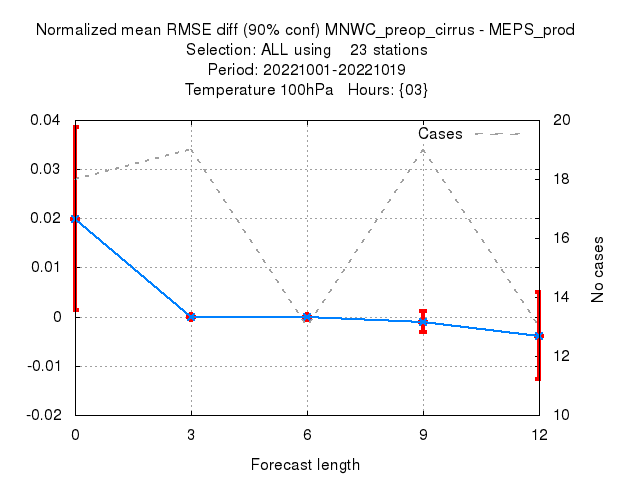 Normalized mean RMSE diff (90% conf) MNWC_preop_cirrus - MEPS_prod
Selection: ALL using    23 stations
Period: 20221001-20221019
Temperature 100hPa   Hours: {03}
Cases
0.04
0.03
0.02
0.01
0
-0.01
-0.02
20
18
16
14
12
10
No cases
0 3 6 9 12
Forecast length